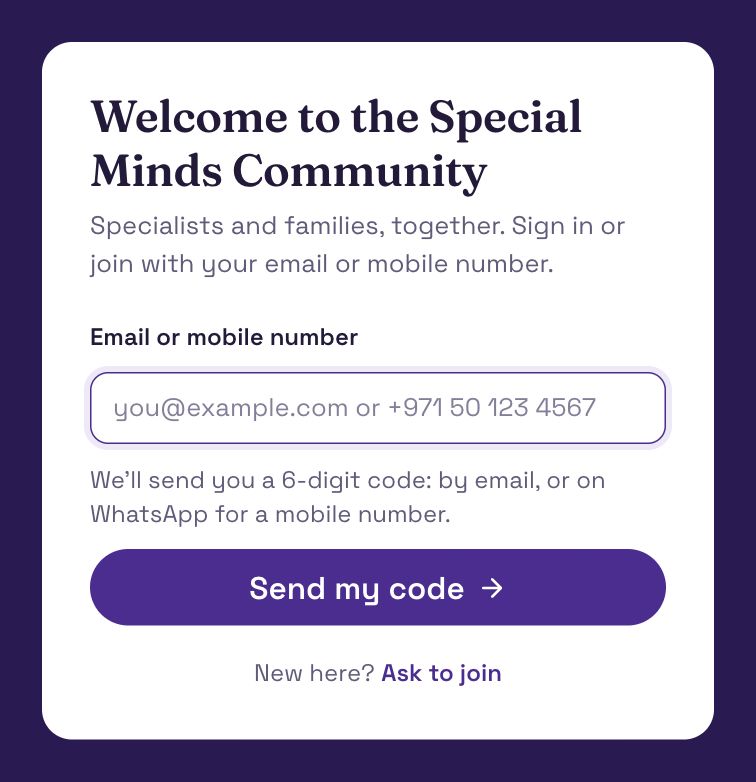 Welcome to the Special
Minds Community
Specialists and families, together. Sign in or
join with your email or mobile number.
Email or mobile number
you@example.com or +971 50 123 4567
We’ll send you a 6-digit code: by email, or on
WhatsApp for a mobile number.
Send my code →
New here? Ask to join